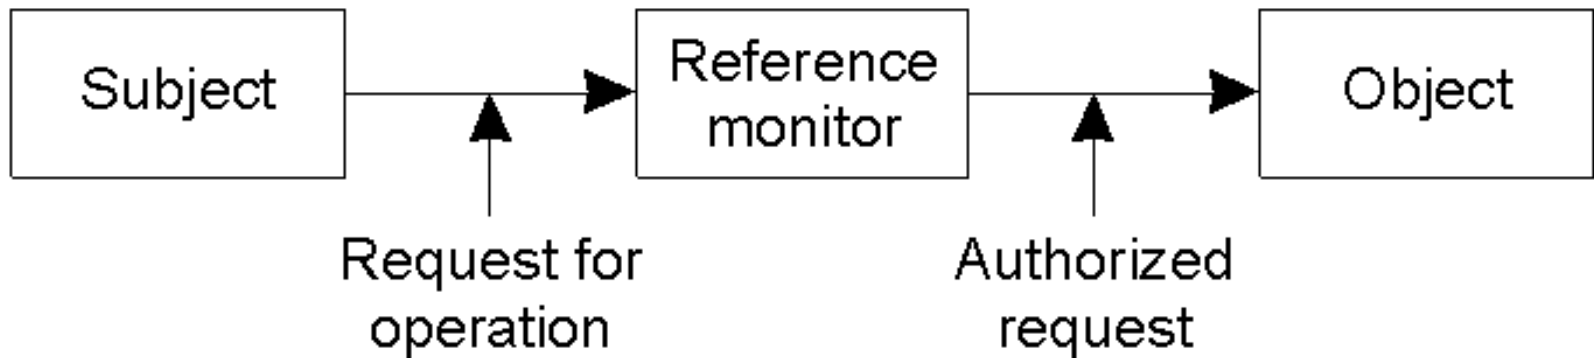 Subject
Reference
monitor
Object
Request for
operation
Authorized
request